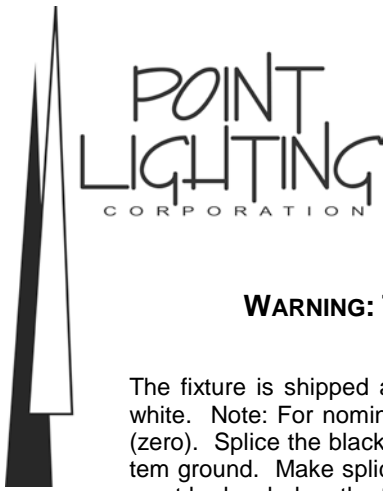 POINT
LIGHTING
CORPORATION
WARNING:
The fixture is shipped
white. Note: For nomin
(zero). Splice the black
tem ground. Make splic